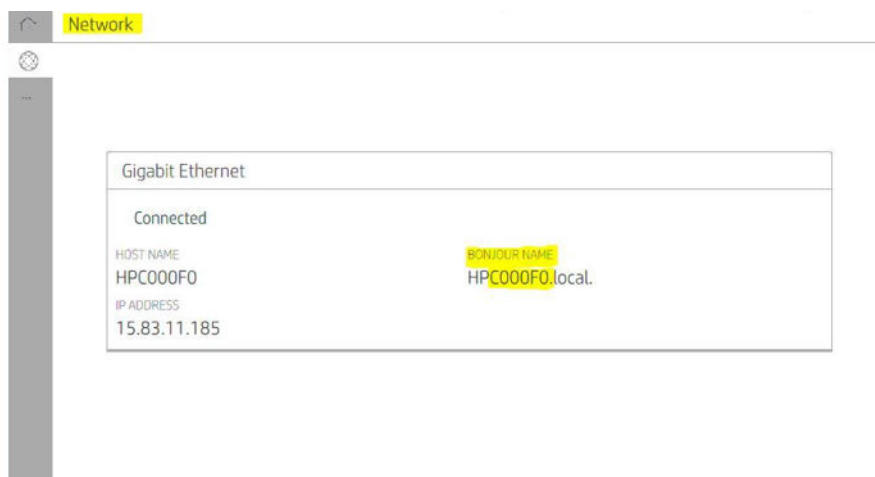 Network
Gigabit Ethernet
Connected
HOST NAME
BONJOUR NAME
HPC000F0
HPC000F0.local.
IP ADDRESS
15.83.11.185